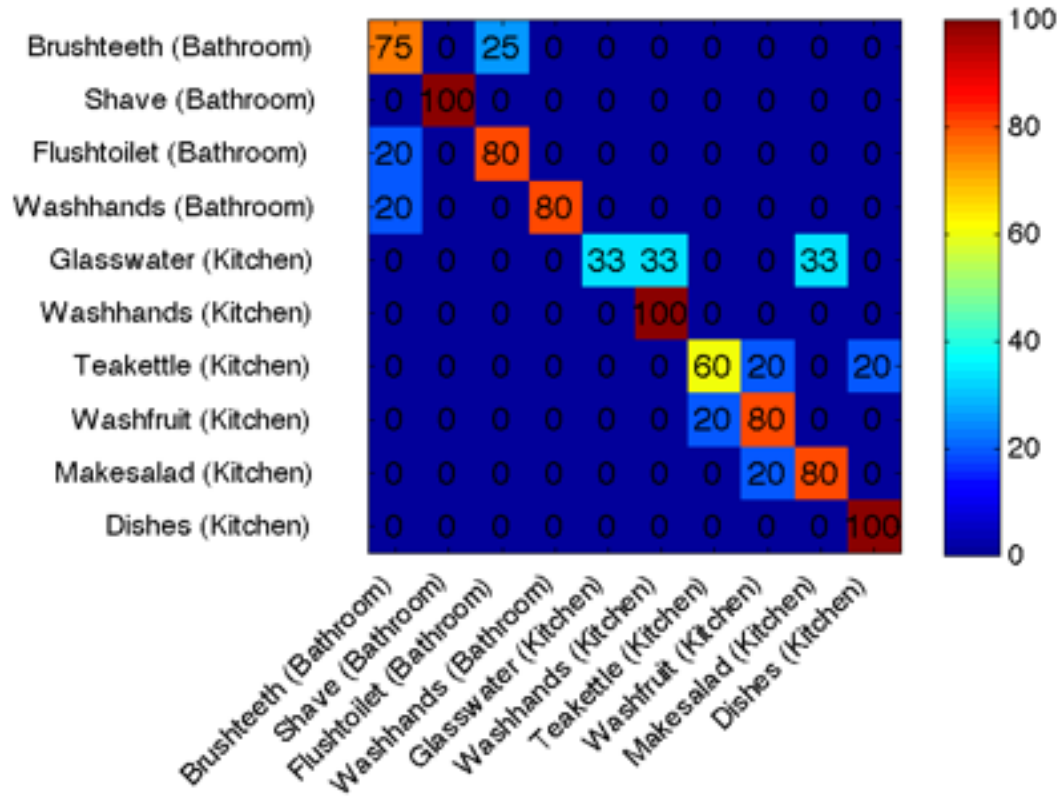 Brushteeth (Bathroom) 75 0 25 0 0 0 0 0 0 0
Shave (Bathroom) 0 100 0 0 0 0 0 0 0 0
Flushtoilet (Bathroom) 20 0 80 0 0 0 0 0 0 0
Washhands (Bathroom) 20 0 0 80 0 0 0 0 0 0
Glasswater (Kitchen) 0 0 0 0 33 33 0 0 33 0
Washhands (Kitchen) 0 0 0 0 0 100 0 0 0 0
Teakettle (Kitchen) 0 0 0 0 0 0 60 20 0 20
Washfruit (Kitchen) 0 0 0 0 0 0 20 80 0 0
Makesalad (Kitchen) 0 0 0 0 0 0 0 20 80 0
Dishes (Kitchen) 0 0 0 0 0 0 0 0 0 100
Brushteeth (Bathroom)
Shave (Bathroom)
Flushtoilet (Bathroom)
Washhands (Bathroom)
Glasswater (Kitchen)
Washhands (Kitchen)
Teakettle (Kitchen)
Washfruit (Kitchen)
Makesalad (Kitchen)
Dishes (Kitchen)
100
80
60
40
20
0